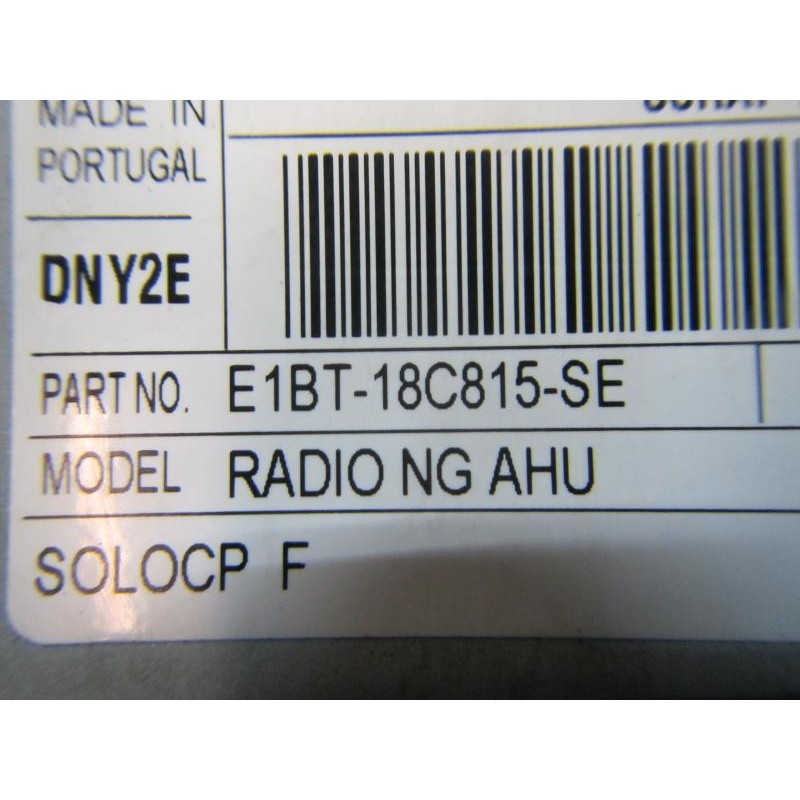 MADE IN
PORTUGAL
DNY2E
PART NO. E1BT-18C815-SE
MODEL RADIO NG AHU
SOLOCP F